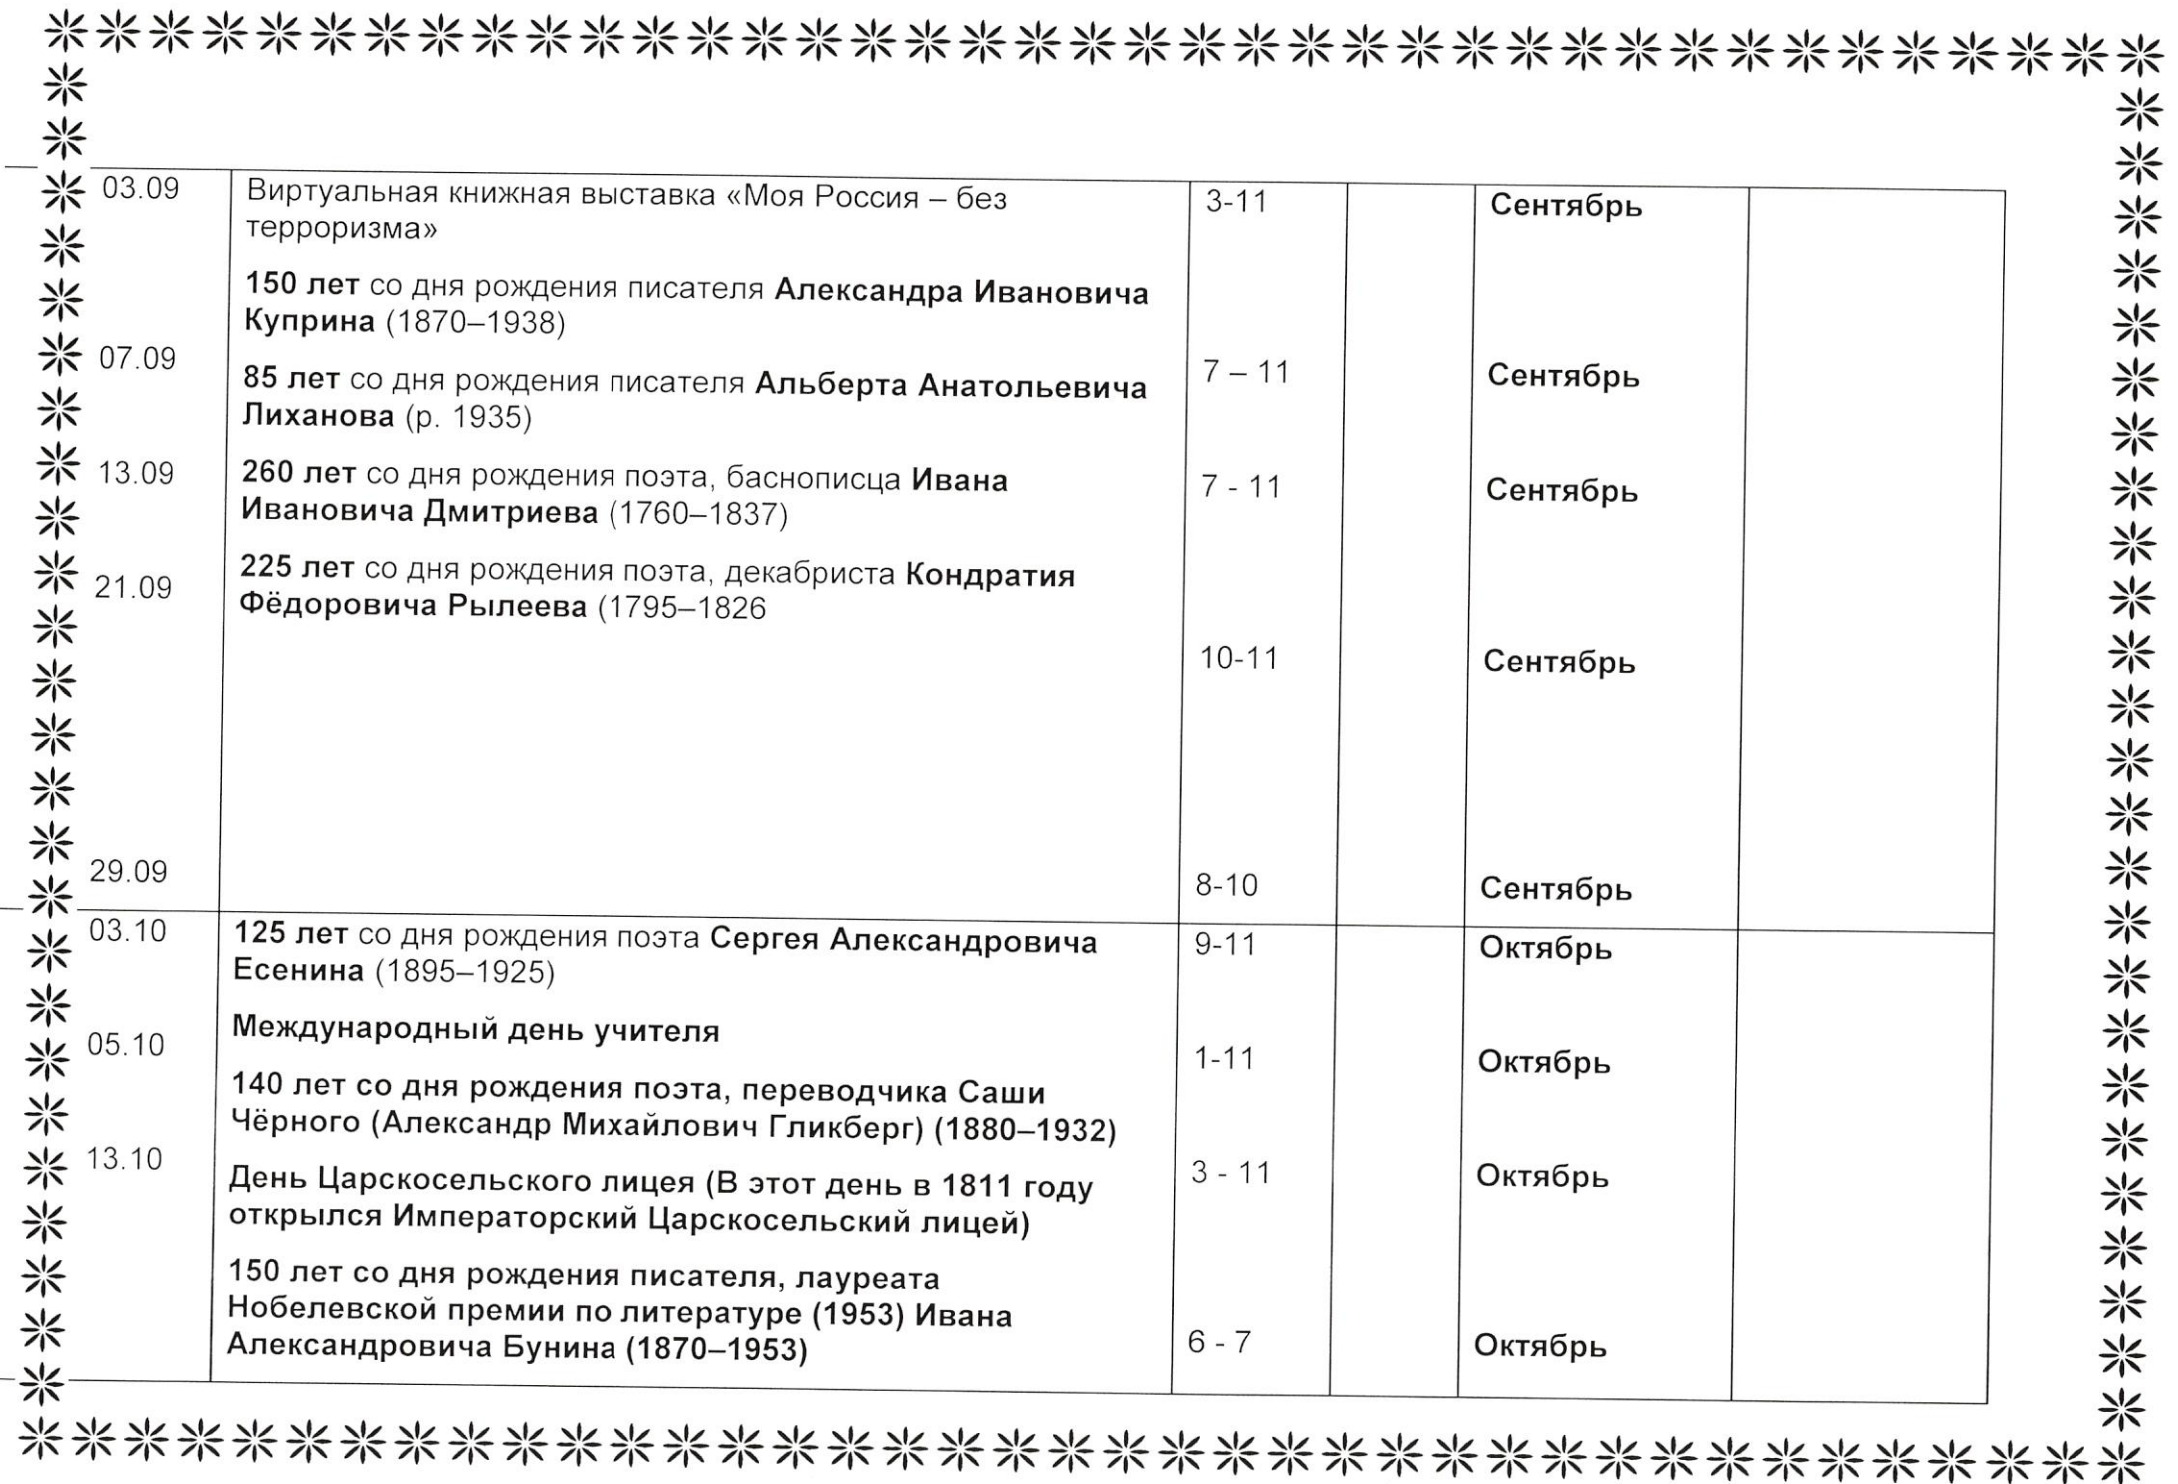 03.09 Виртуальная книжная выставка «Моя Россия – без 3-11 Сентябрь
терроризма»
150 лет со дня рождения писателя Александра Ивановича
Куприна (1870–1938)
07.09 7 – 11 Сентябрь
85 лет со дня рождения писателя Альберта Анатольевича
Лиханова (р. 1935)
13.09 260 лет со дня рождения поэта, баснописца Ивана 7 - 11 Сентябрь
Ивановича Дмитриева (1760–1837)
225 лет со дня рождения поэта, декабриста Кондратия
21.09 Фёдоровича Рылеева (1795–1826
10-11 Сентябрь
29.09 8-10 Сентябрь
03.10 125 лет со дня рождения поэта Сергея Александровича 9-11 Октябрь
Есенина (1895–1925)
Международный день учителя
05.10 1-11 Октябрь
140 лет со дня рождения поэта, переводчика Саши
Чёрного (Александр Михайлович Гликберг) (1880–1932)
13.10 3 - 11 Октябрь
День Царскосельского лицея (В этот день в 1811 году
открылся Императорский Царскосельский лицей)
150 лет со дня рождения писателя, лауреата
Нобелевской премии по литературе (1953) Ивана
Александровича Бунина (1870–1953) 6 - 7 Октябрь